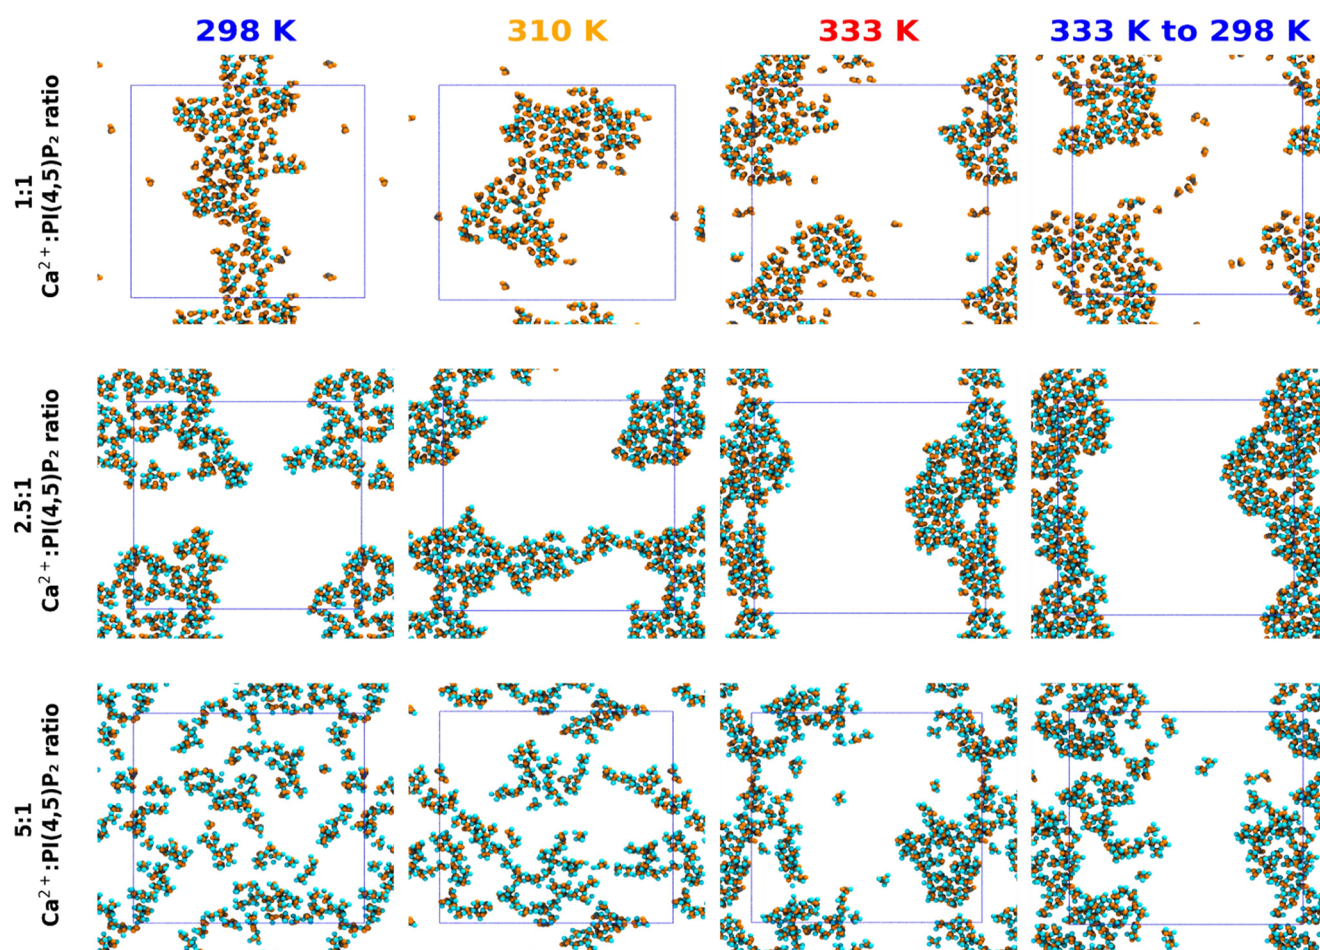 298 K
310 K
333 K
333 K to 298 K
1:1
Ca²⁺:PI(4,5)P₂ ratio
2.5:1
Ca²⁺:PI(4,5)P₂ ratio
5:1
Ca²⁺:PI(4,5)P₂ ratio